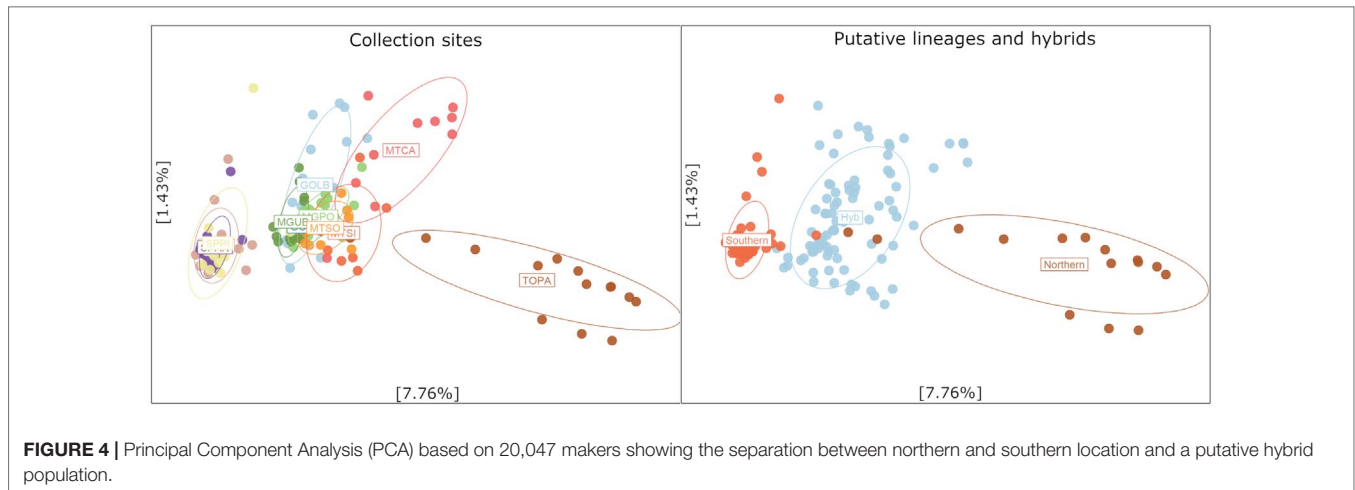 Collection sites
Putative lineages and hybrids
[1.43%]
[1.43%]
MTCA
GOLB
MGUB
MTSO
SPRI
TOPA
Hyb
Southern
Northern
[7.76%]
[7.76%]
FIGURE 4 | Principal Component Analysis (PCA) based on 20,047 makers showing the separation between northern and southern location and a putative hybrid
population.